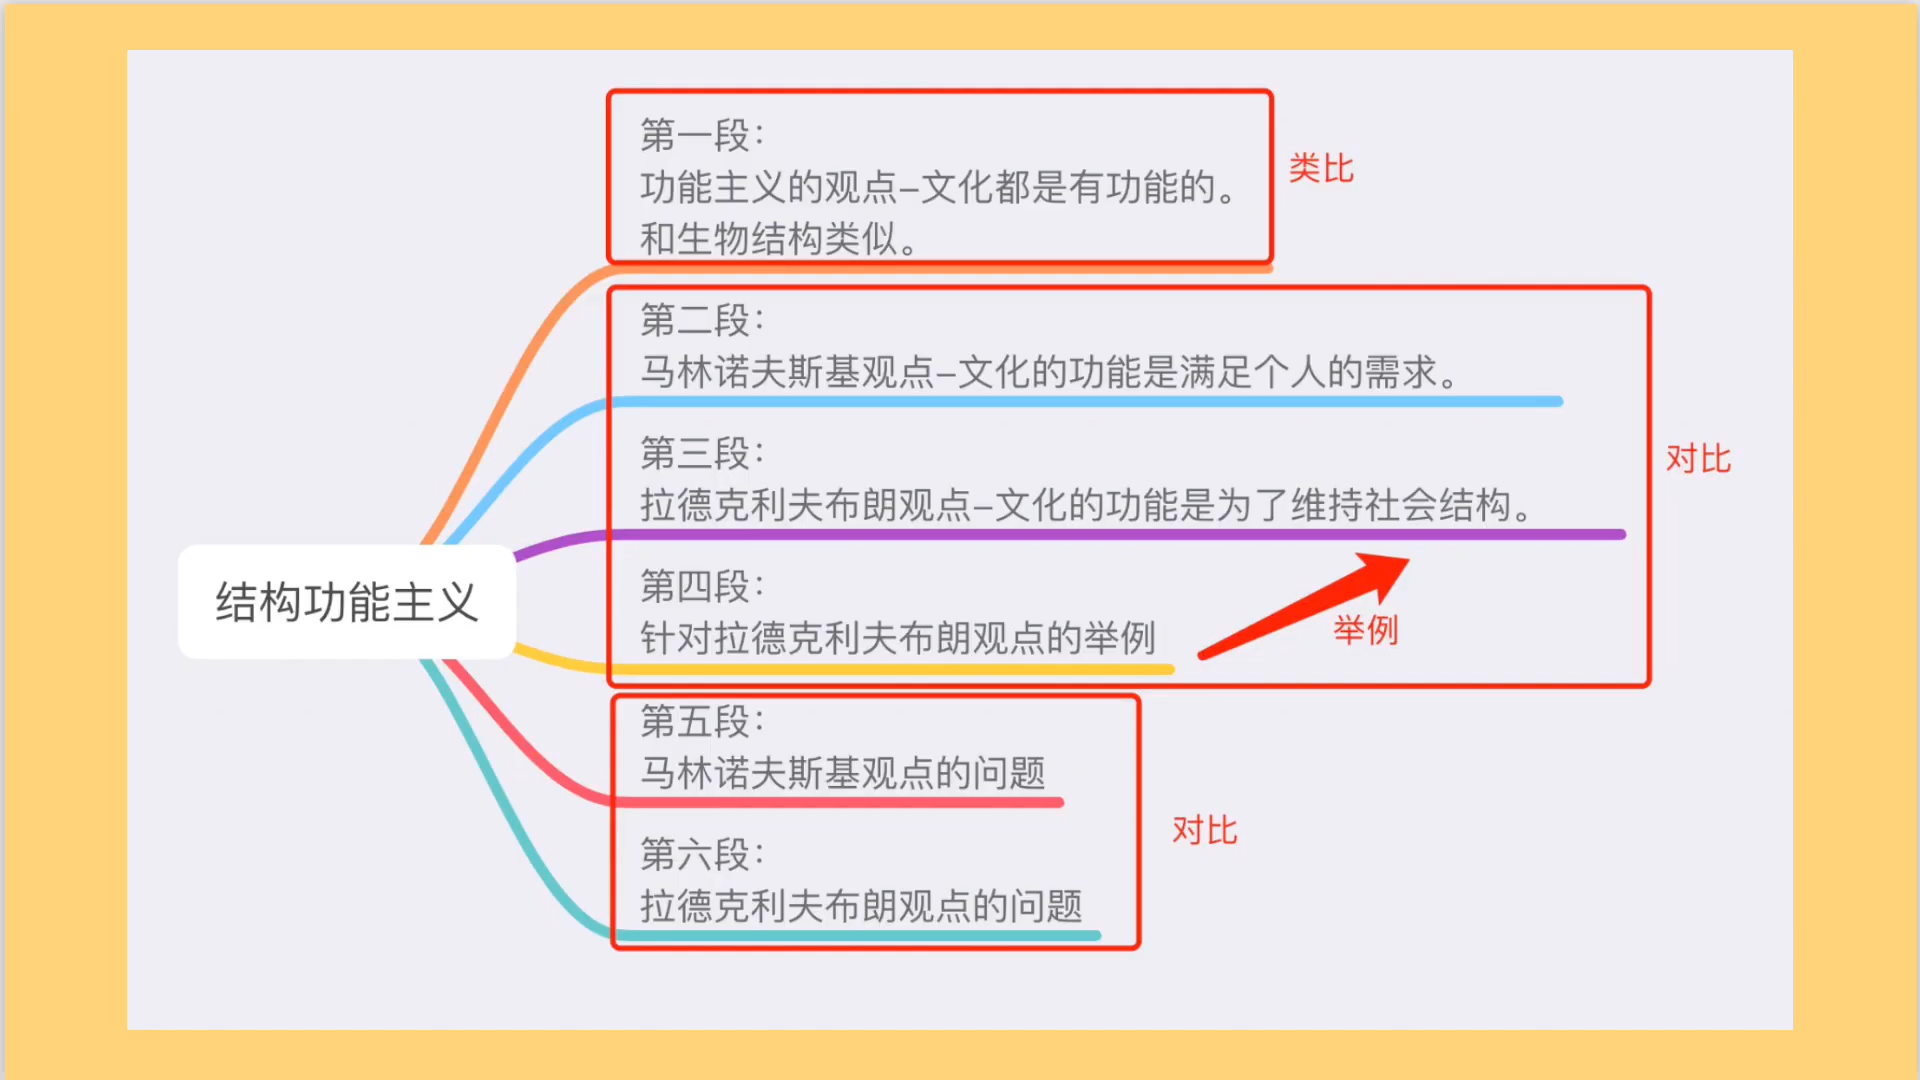 第一段：
功能主义的观点–文化都是有功能的。
和生物结构类似。
类比
第二段：
马林诺夫斯基观点–文化的功能是满足个人的需求。
第三段：
拉德克利夫布朗观点–文化的功能是为了维持社会结构。
对比
结构功能主义
第四段：
针对拉德克利夫布朗观点的举例
举例
第五段：
马林诺夫斯基观点的问题
第六段：
拉德克利夫布朗观点的问题
对比